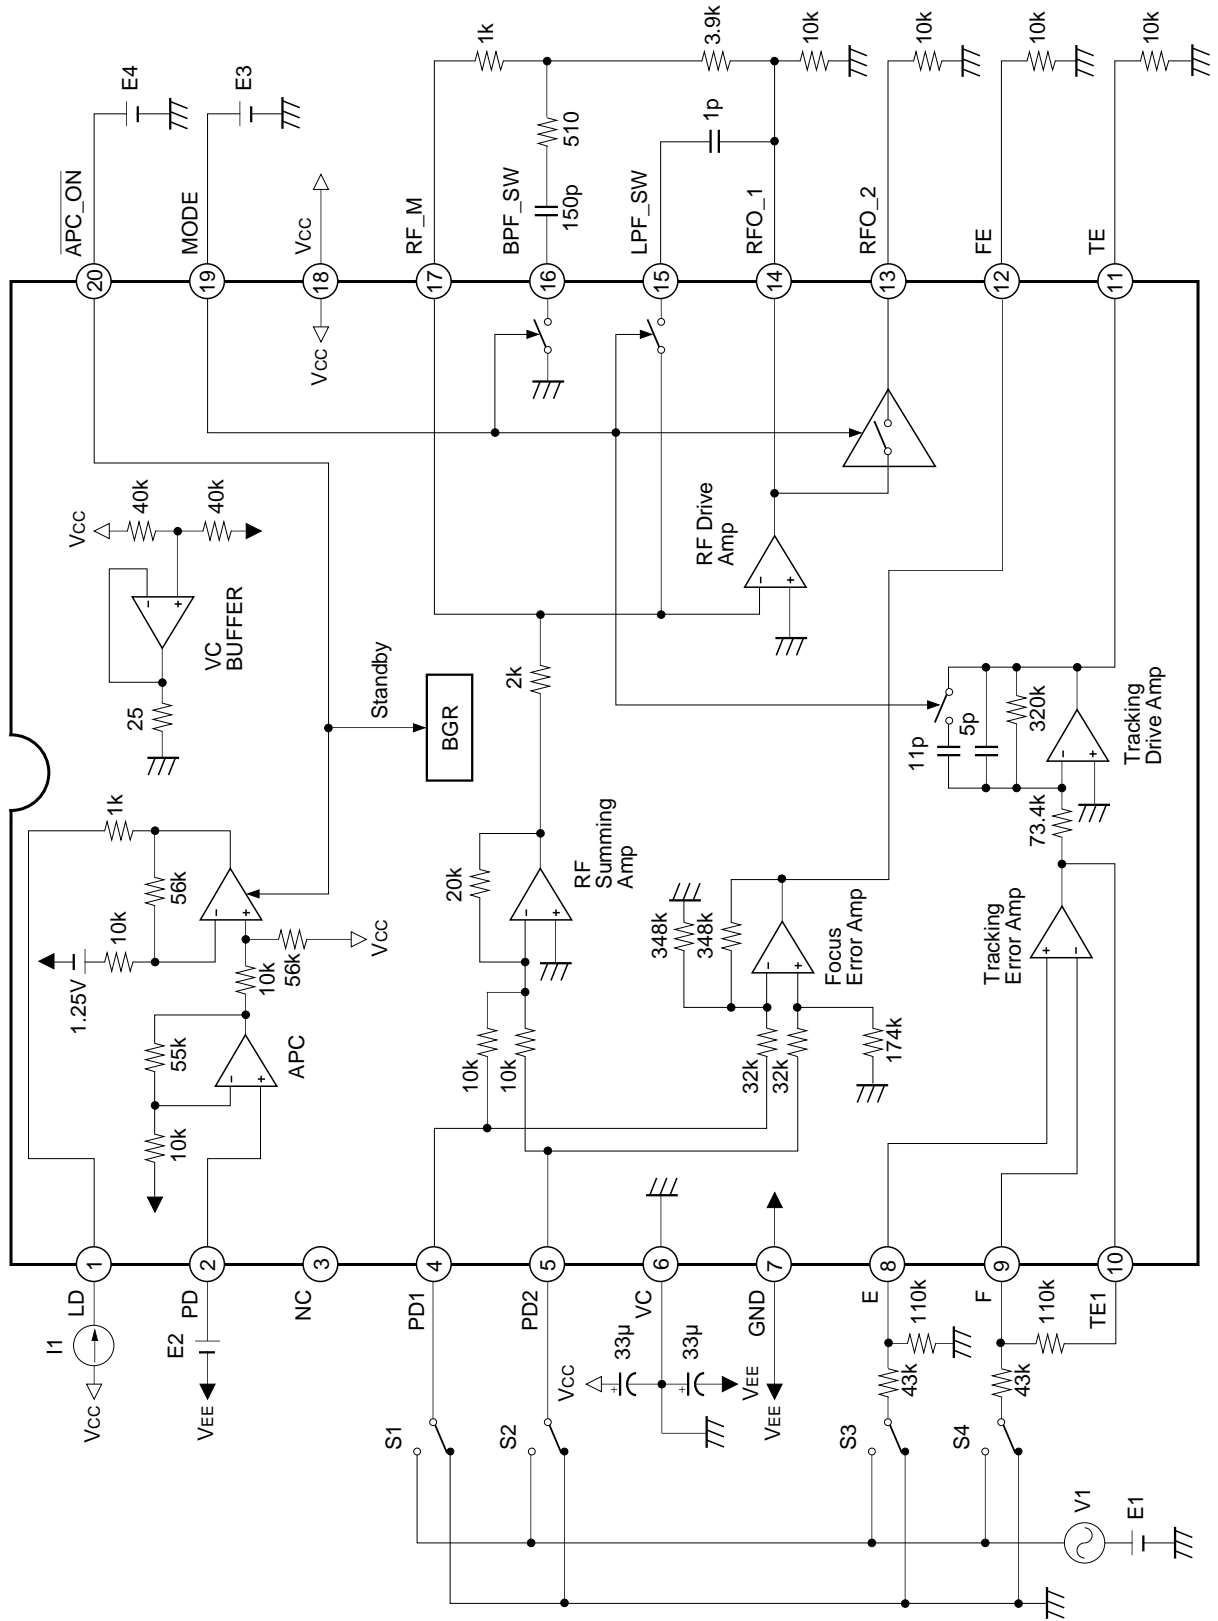 APC_ON
E4
MODE
E3
VCC
VCC
RF_M
1k
BPF_SW
150p
510
LPF_SW
1p
3.9k
RFO_1
10k
RFO_2
10k
FE
10k
TE
10k
20
19
18
17
16
15
14
13
12
11
VCC
40k
40k
VC
BUFFER
25
Standby
BGR
2k
RF Drive
Amp
1k
56k
10k
1.25V
10k
56k
VCC
55k
10k
APC
20k
RF
Summing
Amp
10k
10k
348k
348k
Focus
Error Amp
32k
32k
174k
11p
5p
320k
Tracking
Drive Amp
73.4k
Tracking
Error Amp
1
2
3
4
5
6
7
8
9
10
LD
I1
VCC
PD
E2
VEE
NC
PD1
S1
PD2
S2
VC
33µ
33µ
VCC
VEE
GND
VEE
E
110k
43k
S3
F
110k
43k
S4
TE1
V1
E1